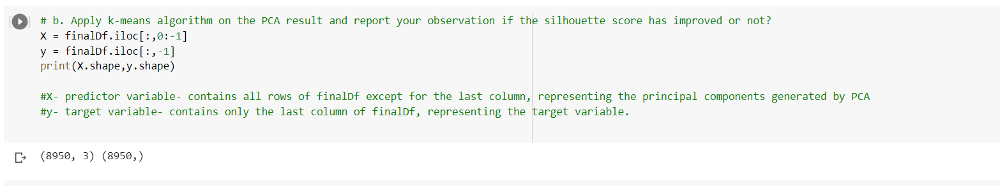 # b. Apply k-means algorithm on the PCA result and report your observation if the silhouette score has improved or not?
X = finalDf.iloc[:,0:-1]
y = finalDf.iloc[:,-1]
print(X.shape,y.shape)
#X- predictor variable- contains all rows of finalDf except for the last column, representing the principal components generated by PCA
#y- target variable- contains only the last column of finalDf, representing the target variable.
(8950, 3) (8950,)